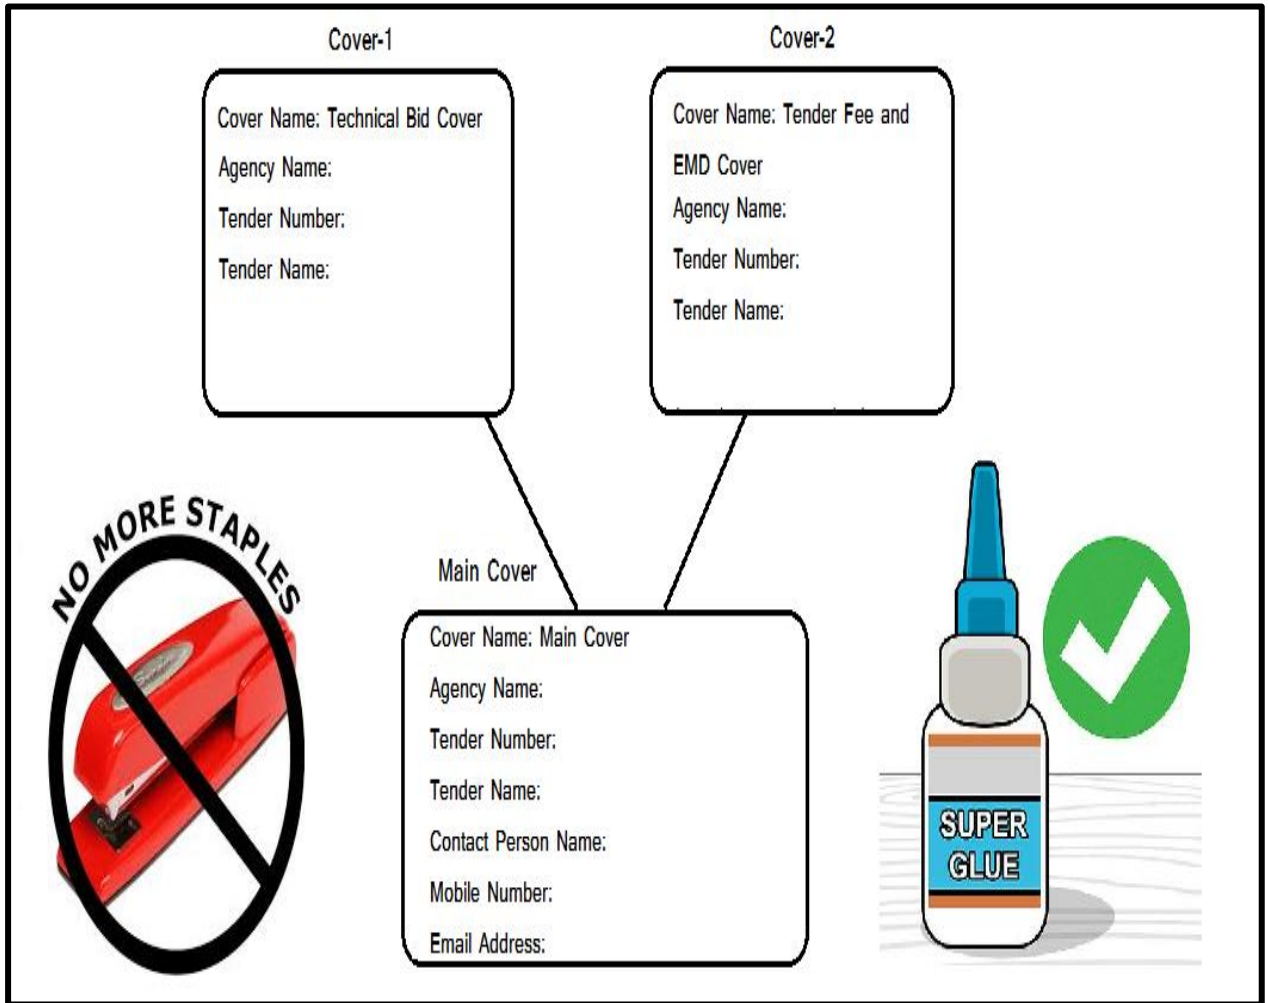 Cover-1
Cover Name: Technical Bid Cover
Agency Name:
Tender Number:
Tender Name:
Cover-2
Cover Name: Tender Fee and
EMD Cover
Agency Name:
Tender Number:
Tender Name:
NO MORE STAPLES
Main Cover
Cover Name: Main Cover
Agency Name:
Tender Number:
Tender Name:
Contact Person Name:
Mobile Number:
Email Address:
SUPER
GLUE